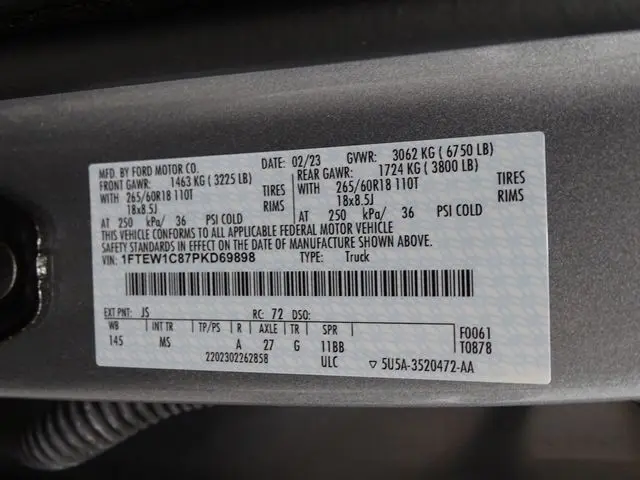 MFD. BY FORD MOTOR CO.
DATE: 02/23 GVWR: 3062 KG ( 6750 LB)
FRONT GAWR: 1463 KG ( 3225 LB) REAR GAWR: 1724 KG ( 3800 LB)
WITH 265/60R18 110T TIRES WITH 265/60R18 110T TIRES
18x8.5J 18x8.5J
AT 250 kPa/ 36 PSI COLD AT 250 kPa/ 36 PSI COLD
THIS VEHICLE CONFORMS TO ALL APPLICABLE FEDERAL MOTOR VEHICLE
SAFETY STANDARDS IN EFFECT ON THE DATE OF MANUFACTURE SHOWN ABOVE.
VIN: 1FTEW1C87PKD69898 TYPE: Truck
EXT PNT: JS RC: 72 DSO:
WB INT TR TP/PS R AXLE TR SPR F0061
145 MS A 27 G 11BB T0878
2202302262858 ULC ▽ 5U5A-3520472-AA